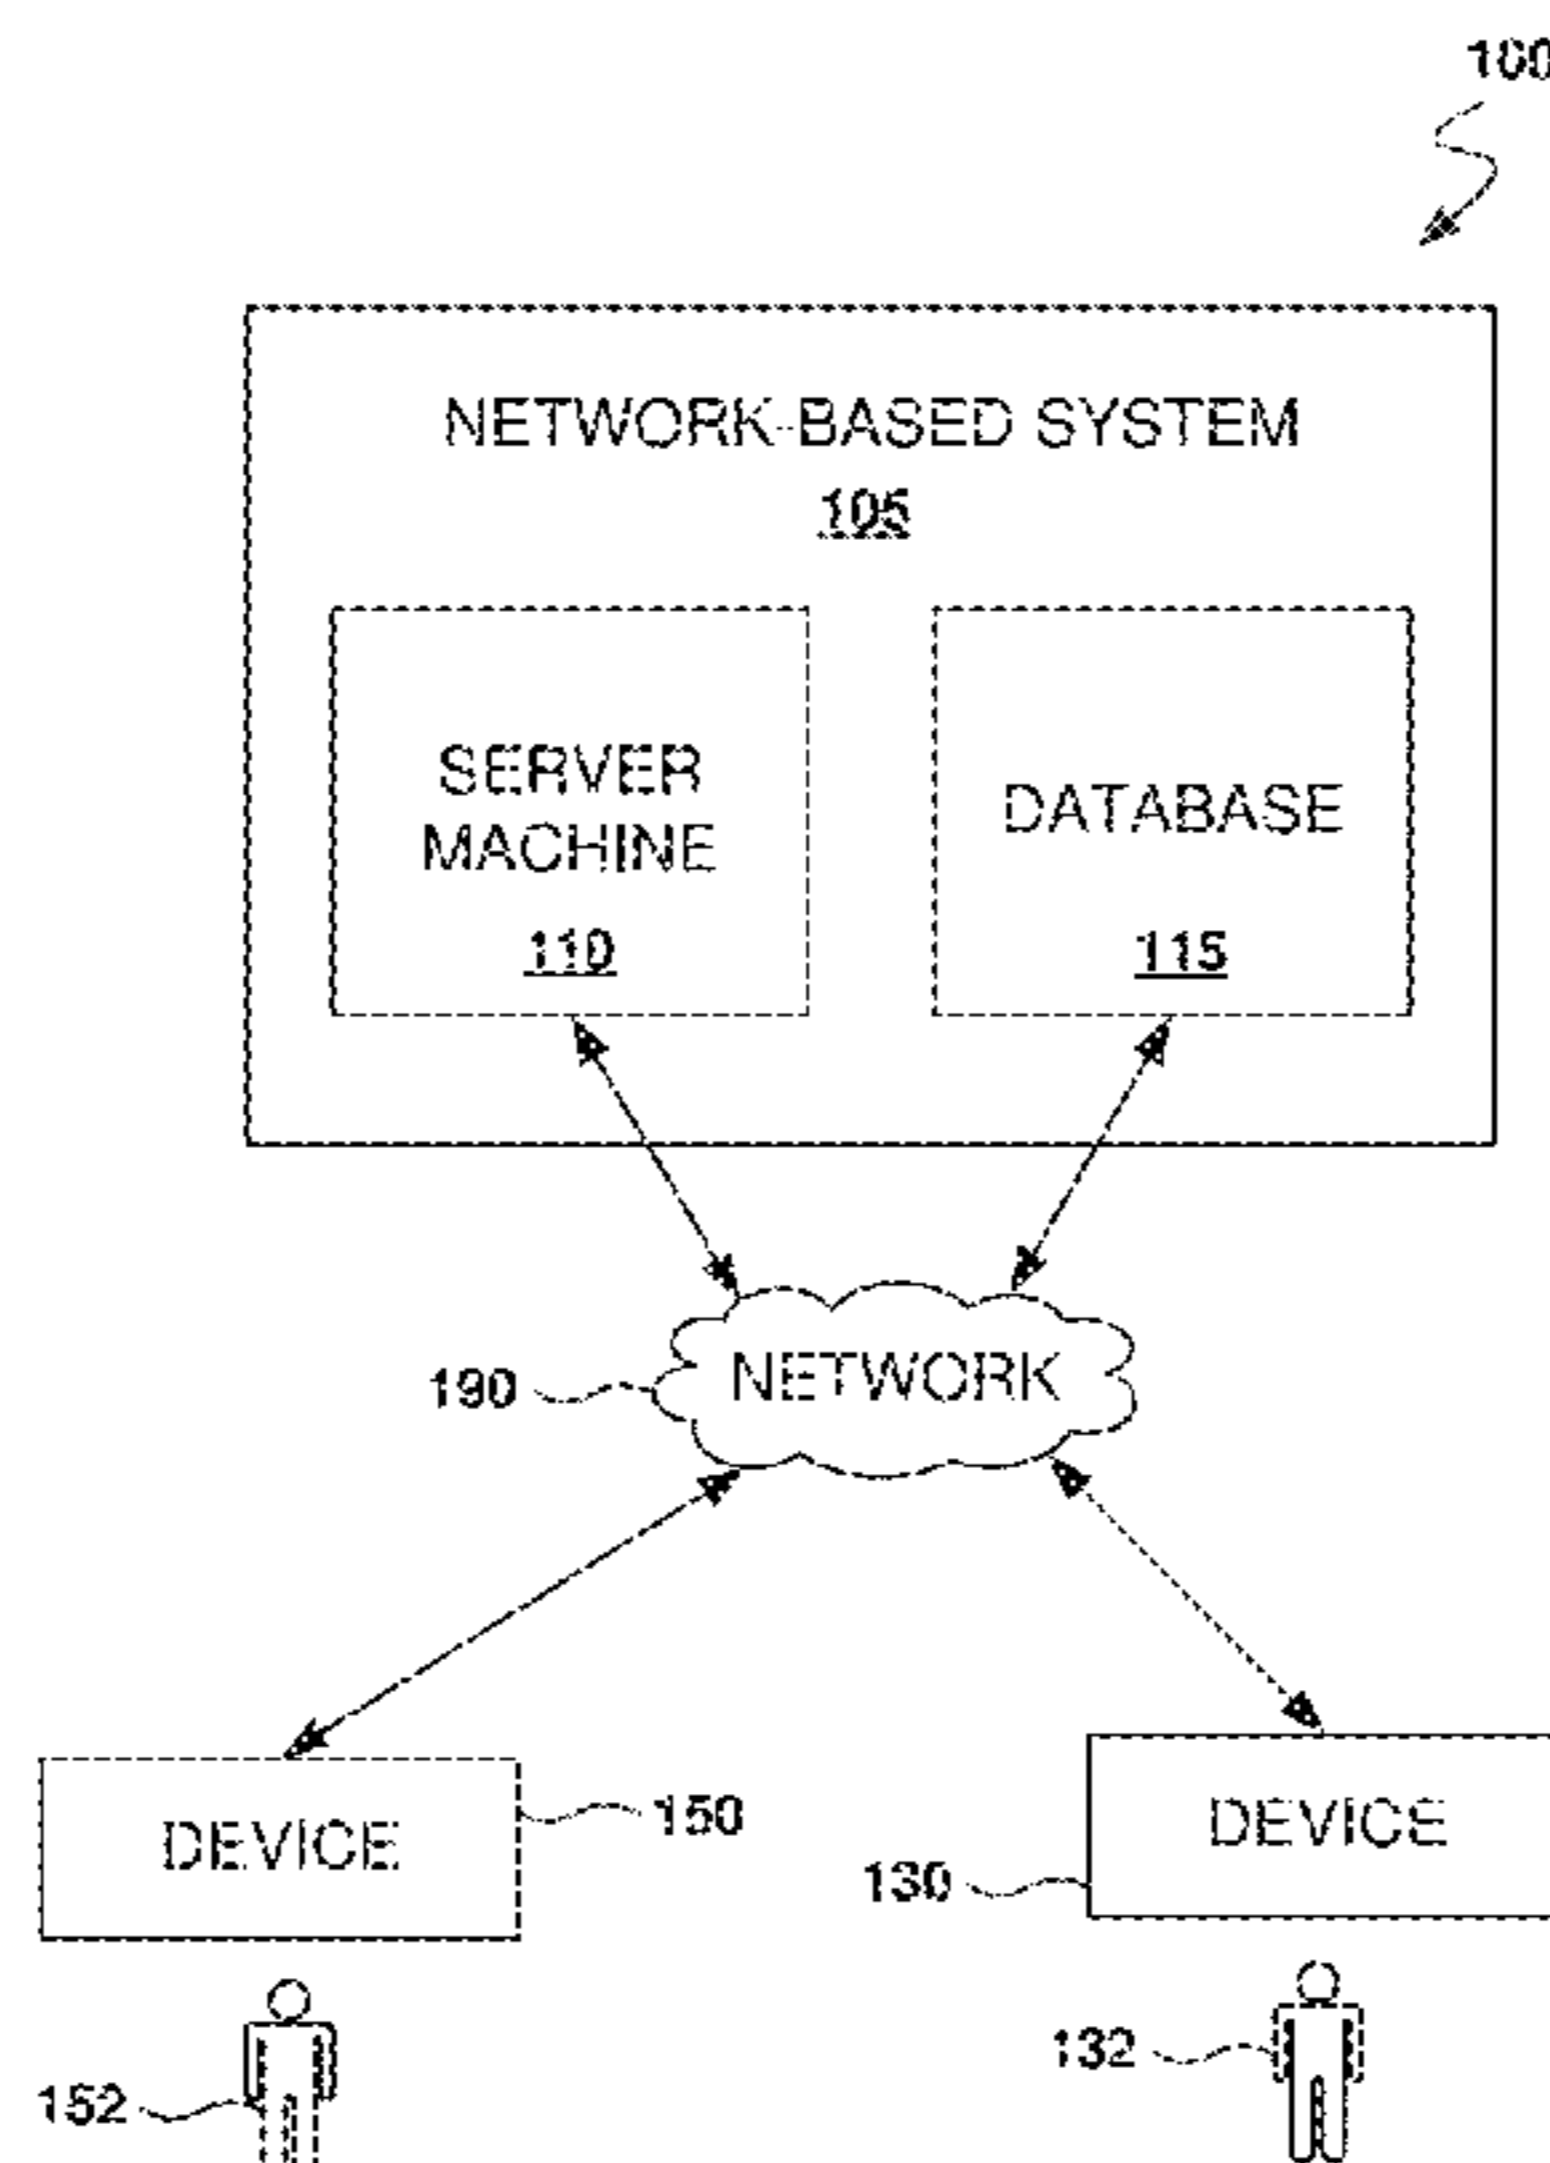 100
NETWORK-BASED SYSTEM
105
SERVER
MACHINE
110
DATABASE
115
190
NETWORK
DEVICE
150
DEVICE
130
152
132